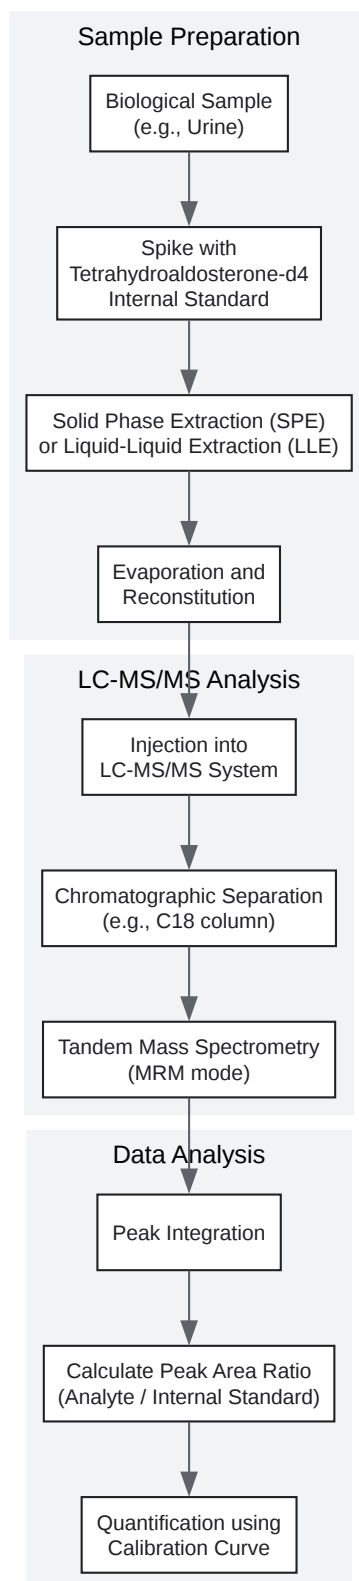 Sample Preparation
Biological Sample
(e.g., Urine)
Spike with
Tetrahydroaldosterone-d4
Internal Standard
Solid Phase Extraction (SPE)
or Liquid-Liquid Extraction (LLE)
Evaporation and
Reconstitution
LC-MS/MS Analysis
Injection into
LC-MS/MS System
Chromatographic Separation
(e.g., C18 column)
Tandem Mass Spectrometry
(MRM mode)
Data Analysis
Peak Integration
Calculate Peak Area Ratio
(Analyte / Internal Standard)
Quantification using
Calibration Curve